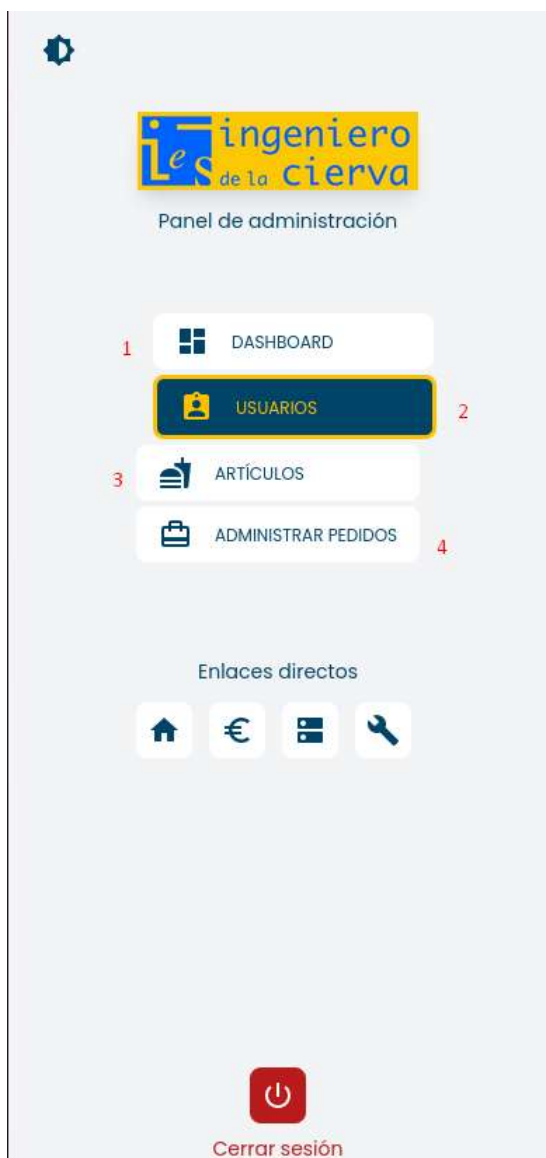 ingeniero
ies de la cierva
Panel de administración
1 DASHBOARD
USUARIOS 2
3 ARTÍCULOS
ADMINISTRAR PEDIDOS 4
Enlaces directos
€
Cerrar sesión